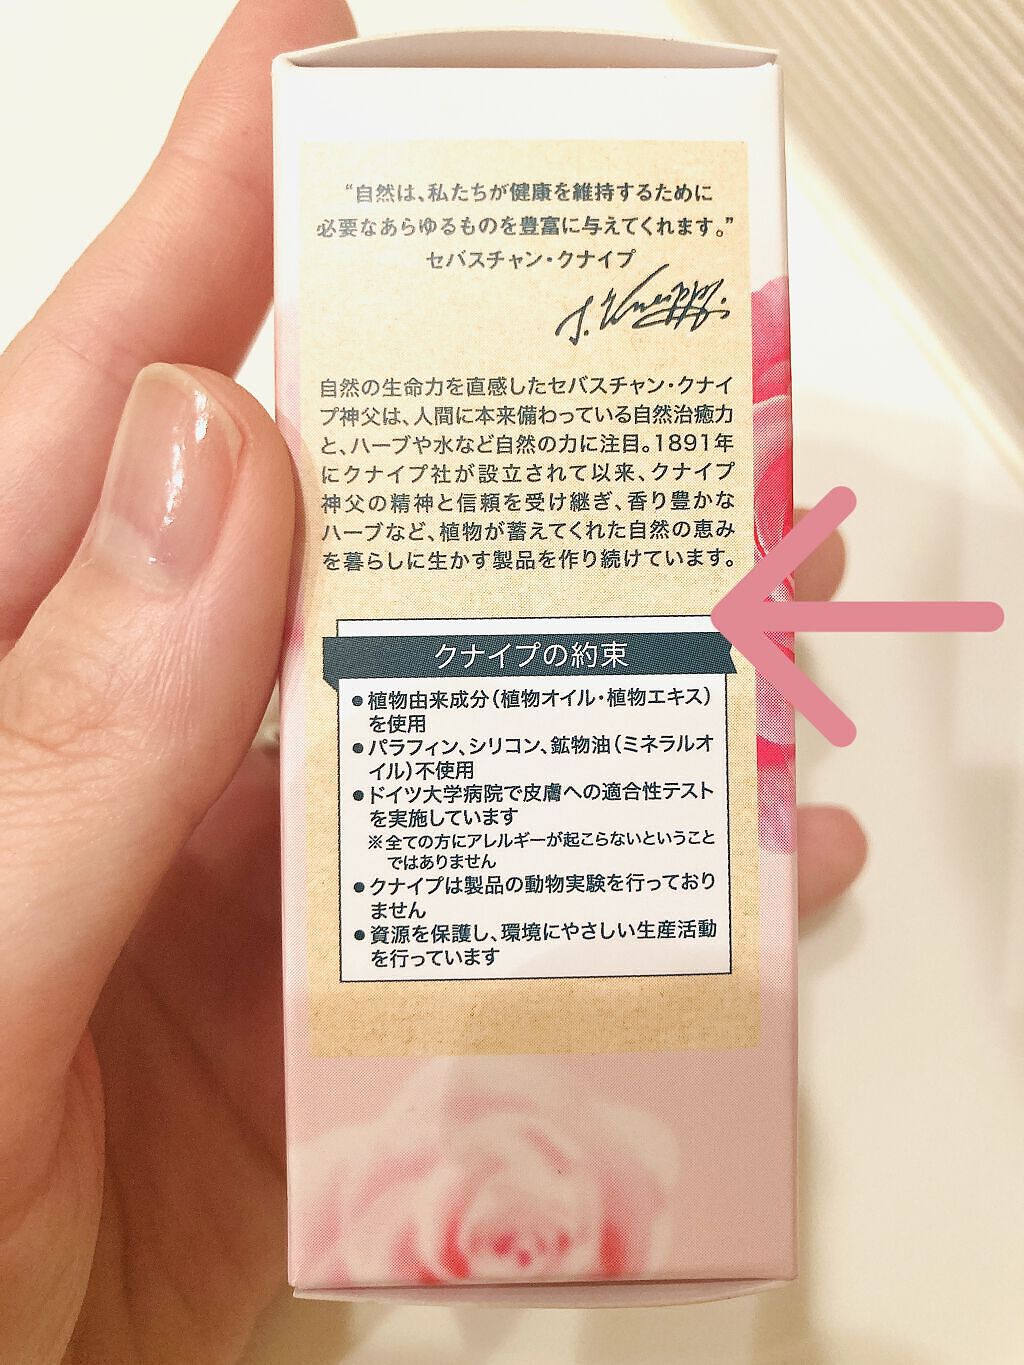 “自然は、私たちが健康を維持するために
必要なあらゆるものを豊富に与えてくれます。”
セバスチャン・クナイプ
S. Kneipp.
自然の生命力を直感したセバスチャン・クナイ
プ神父は、人間に本来備わっている自然治癒力
と、ハーブや水など自然の力に注目。1891年
にクナイプ社が設立されて以来、クナイプ
神父の精神と信頼を受け継ぎ、香り豊かな
ハーブなど、植物が蓄えてくれた自然の恵み
を暮らしに生かす製品を作り続けています。
クナイプの約束
●植物由来成分（植物オイル・植物エキス）
を使用
●パラフィン、シリコン、鉱物油（ミネラルオ
イル）不使用
●ドイツ大学病院で皮膚への適合性テスト
を実施しています
※全ての方にアレルギーが起こらないということ
ではありません
●クナイプは製品の動物実験を行っており
ません
●資源を保護し、環境にやさしい生産活動
を行っています